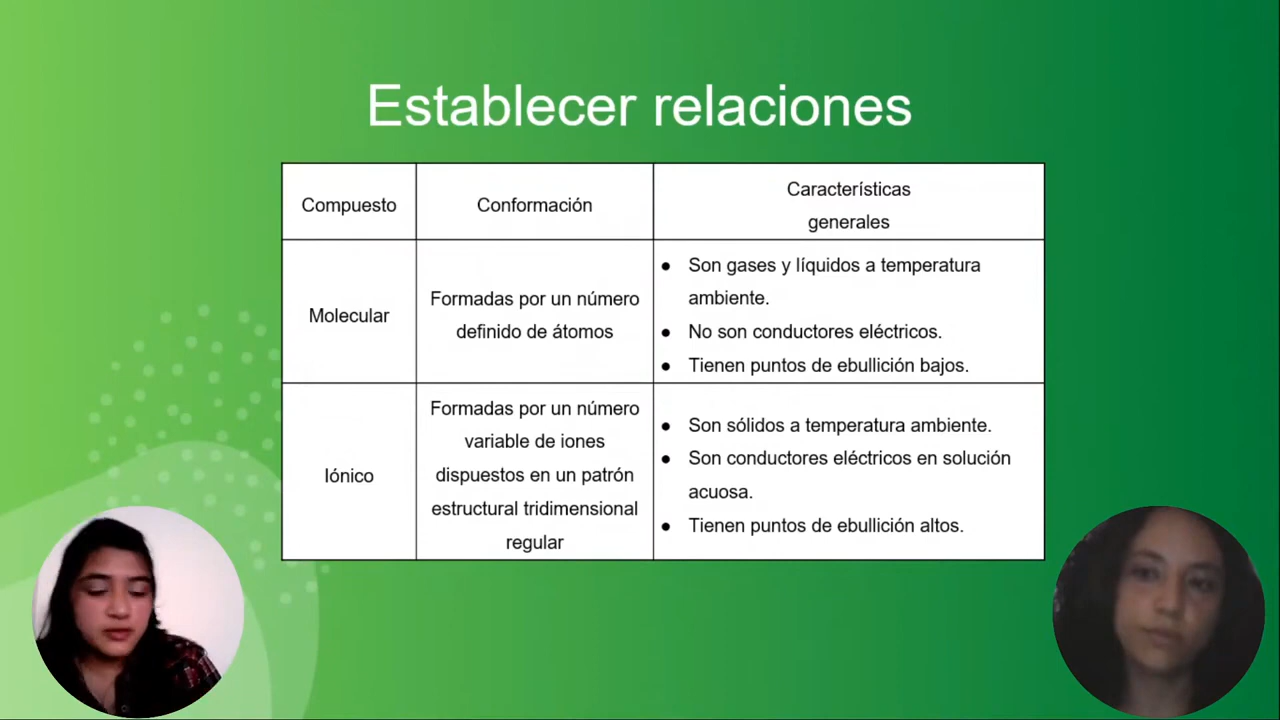 Establecer relaciones
Compuesto
Conformación
Características
generales
Molecular
Formadas por un número
definido de átomos
● Son gases y líquidos a temperatura
ambiente.
● No son conductores eléctricos.
● Tienen puntos de ebullición bajos.
Iónico
Formadas por un número
variable de iones
dispuestos en un patrón
estructural tridimensional
regular
● Son sólidos a temperatura ambiente.
● Son conductores eléctricos en solución
acuosa.
● Tienen puntos de ebullición altos.